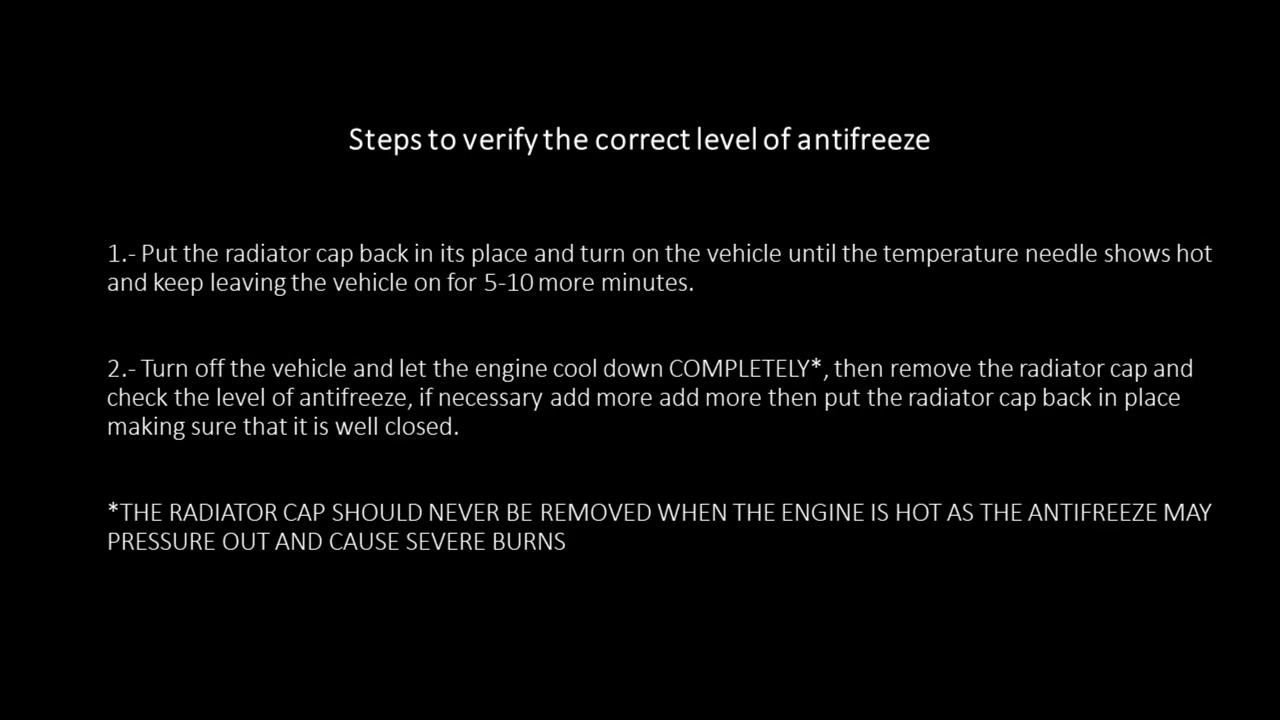 Steps to verify the correct level of antifreeze
1.- Put the radiator cap back in its place and turn on the vehicle until the temperature needle shows hot
and keep leaving the vehicle on for 5-10 more minutes.
2.- Turn off the vehicle and let the engine cool down COMPLETELY*, then remove the radiator cap and
check the level of antifreeze, if necessary add more add more then put the radiator cap back in place
making sure that it is well closed.
*THE RADIATOR CAP SHOULD NEVER BE REMOVED WHEN THE ENGINE IS HOT AS THE ANTIFREEZE MAY
PRESSURE OUT AND CAUSE SEVERE BURNS